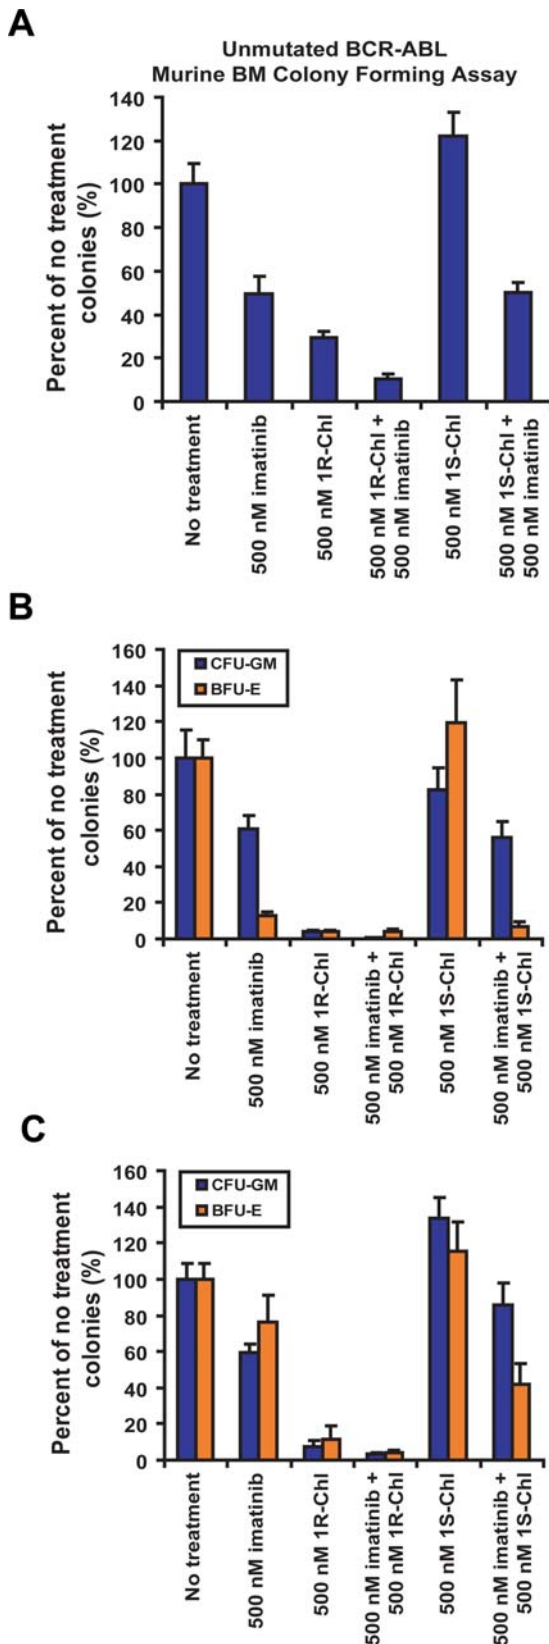 A
Unmutated BCR-ABL
Murine BM Colony Forming Assay
Percent of no treatment
colonies (%)
140
120
100
80
60
40
20
0
No treatment
500 nM imatinib
500 nM 1R-Chl
500 nM 1R-Chl +
500 nM imatinib
500 nM 1S-Chl
500 nM 1S-Chl +
500 nM imatinib
B
Percent of no treatment
colonies (%)
160
140
120
100
80
60
40
20
0
CFU-GM
BFU-E
No treatment
500 nM imatinib
500 nM 1R-Chl
500 nM imatinib +
500 nM 1R-Chl
500 nM 1S-Chl
500 nM imatinib +
500 nM 1S-Chl
C
Percent of no treatment
colonies (%)
160
140
120
100
80
60
40
20
0
CFU-GM
BFU-E
No treatment
500 nM imatinib
500 nM 1R-Chl
500 nM imatinib +
500 nM 1R-Chl
500 nM 1S-Chl
500 nM imatinib +
500 nM 1S-Chl